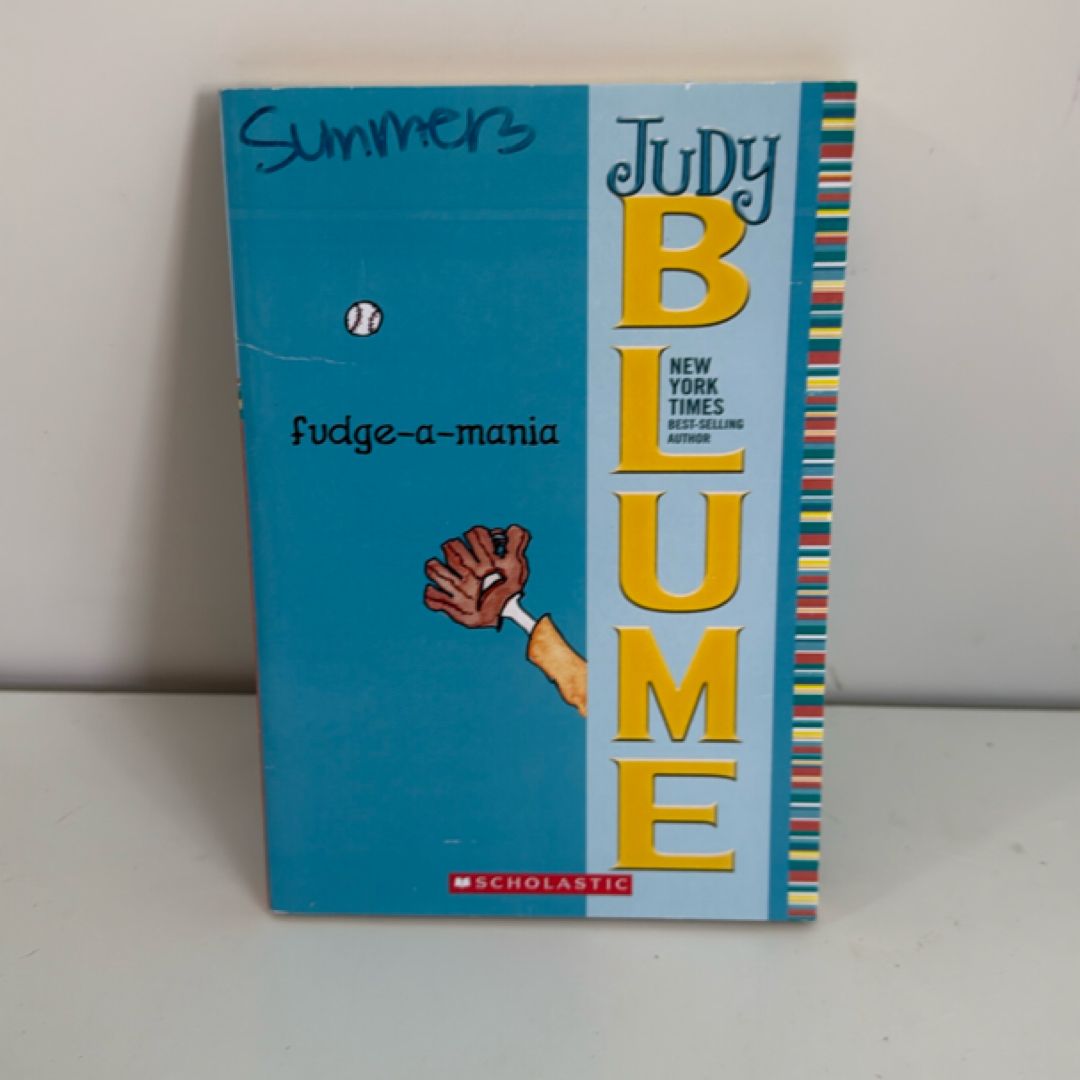 Summers
JUDY
BLUME
NEW
YORK
TIMES
BEST-SELLING
AUTHOR
fudge-a-mania
SCHOLASTIC